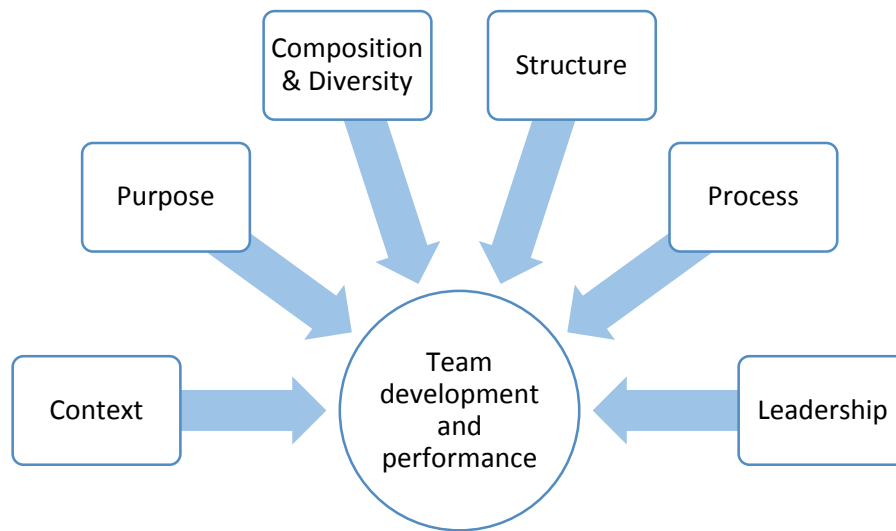 Composition
& Diversity
Structure
Purpose
Process
Context
Team
development
and
performance
Leadership